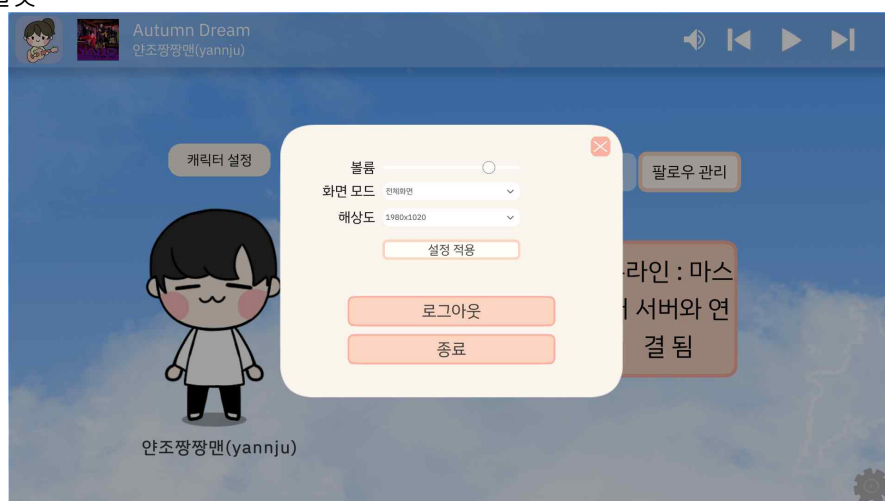 Autumn Dream
얀조짱짱맨(yannju)
캐릭터 설정
팔로우 관리
볼륨
화면 모드 전체화면
해상도 1980x1020
설정 적용
로그아웃
종료
라인 : 마스
서버와 연
결 됨
얀조짱짱맨(yannju)